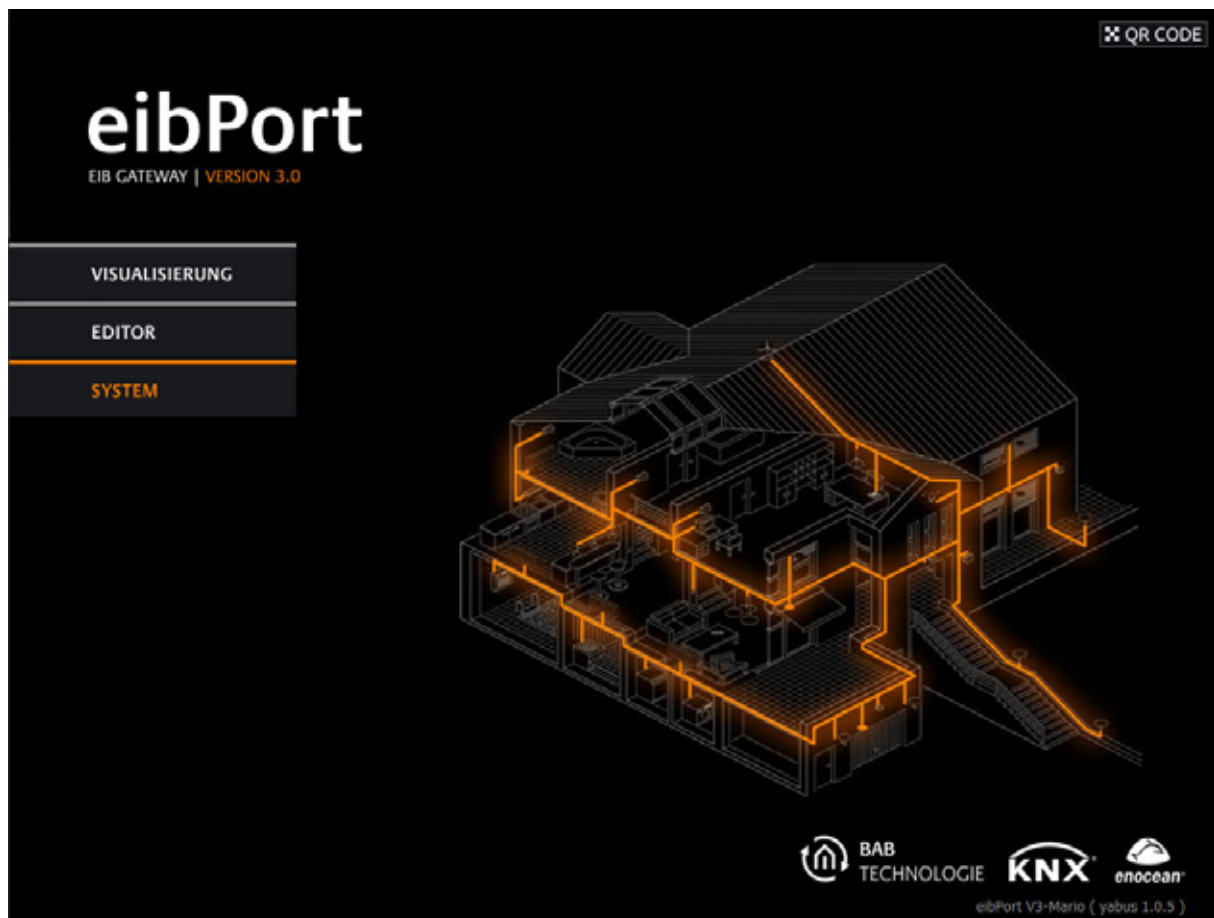 QR CODE
eibPort
EIB GATEWAY | VERSION 3.0
VISUALISIERUNG
EDITOR
SYSTEM
BAB
TECHNOLOGIE
KNX®
enocean®
eibPort V3-Mario ( yabus 1.0.5 )